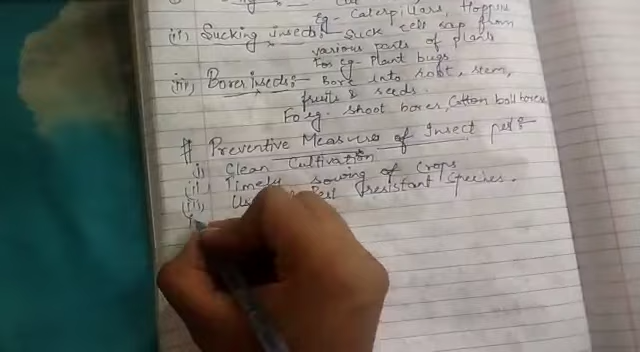 Eg- Caterpillars, Hoppers
(ii) Sucking insects:- Suck cell sap from
various parts of plants
For eg- plant bugs.
(iii) Borer insects:- Bore into root, stem,
fruits & seeds.
For eg- shoot borer, Cotton boll borer
# Preventive Measures of Insect pest:-
i) Clean Cultivation
(ii) Timely sowing of Crops
(iii) Pest resistant Species.